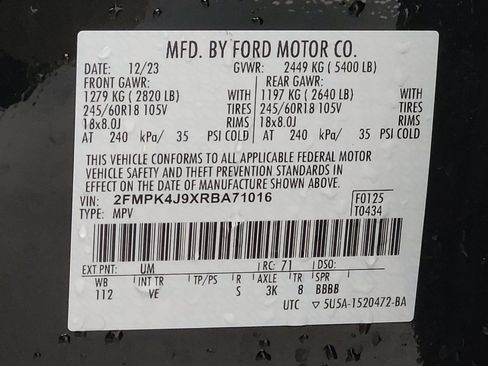 MFD. BY FORD MOTOR CO.
DATE: 12/23 GVWR: 2449 KG (5400 LB)
FRONT GAWR: REAR GAWR:
1279 KG (2820 LB) WITH 1197 KG (2640 LB) WITH
245/60R18 105V TIRES 245/60R18 105V TIRES
18x8.0J RIMS 18x8.0J RIMS
AT 240 kPa/ 35 PSI COLD AT 240 kPa/ 35 PSI COLD
THIS VEHICLE CONFORMS TO ALL APPLICABLE FEDERAL MOTOR
VEHICLE SAFETY AND THEFT PREVENTION STANDARDS IN
EFFECT ON THE DATE OF MANUFACTURE SHOWN ABOVE.
VIN: 2FMPK4J9XRBA71016 F0125
TYPE: MPV T0434
EXT PNT: UM RC: 71 DSO:
WB INT TR TP/PS R AXLE TR SPR
112 VE S 3K 8 BBBB
UTC ▽ 5U5A-1520472-BA